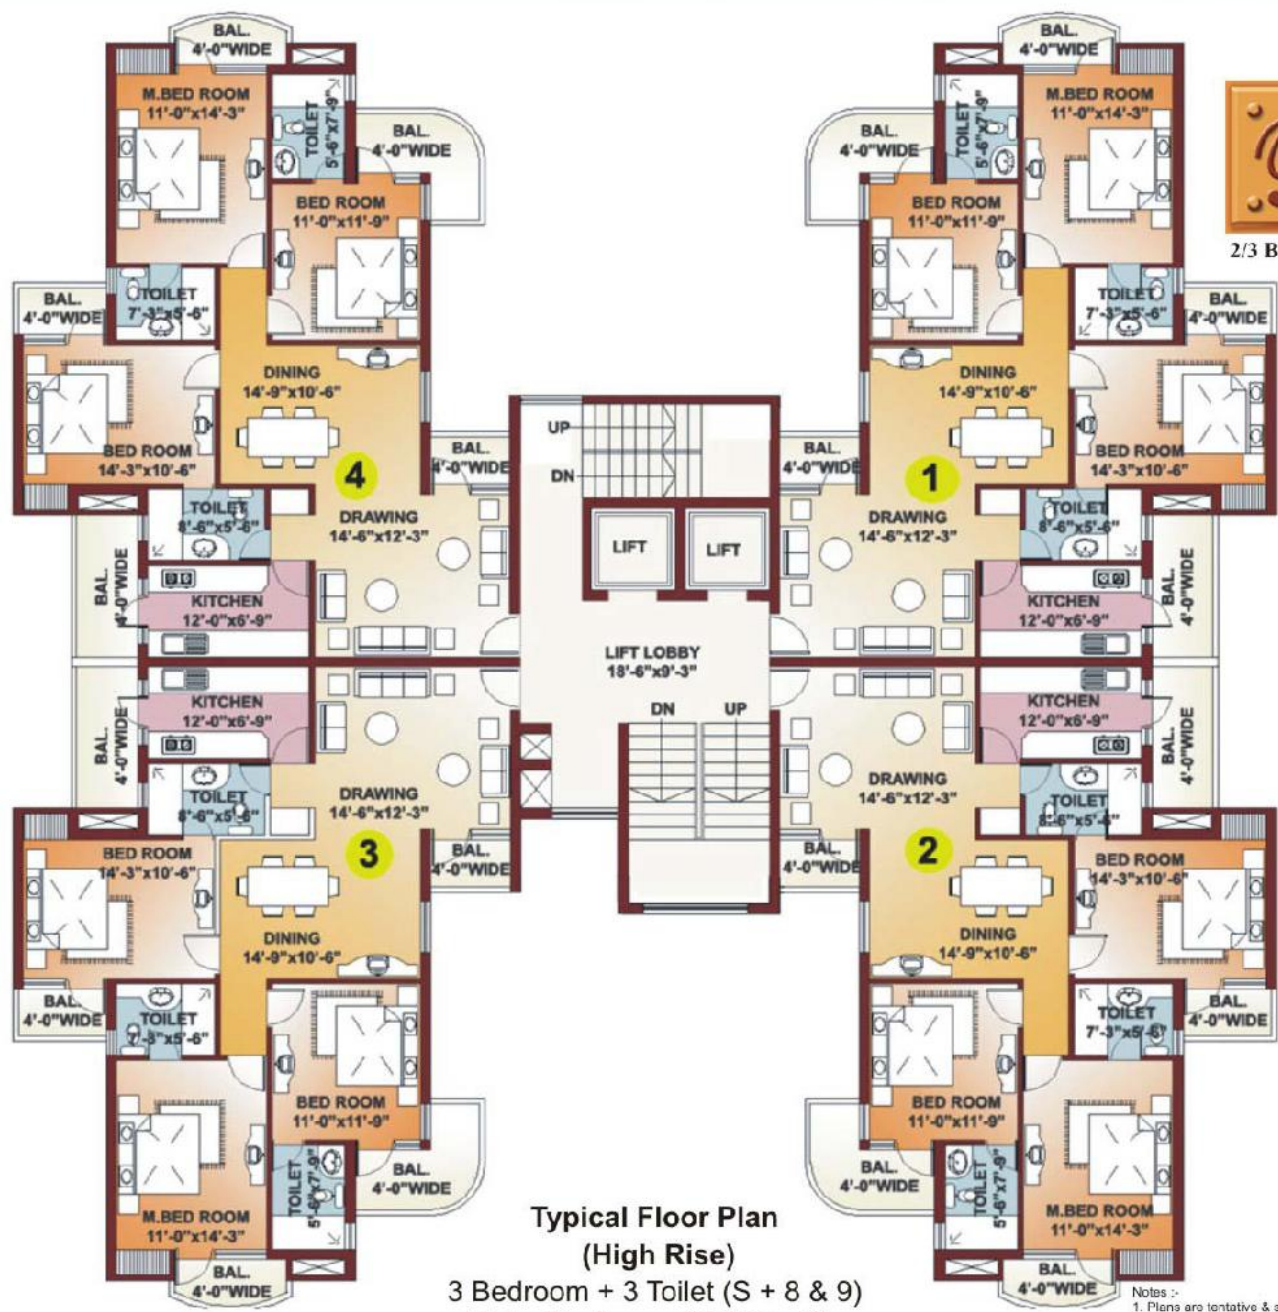 BAL.
4'-0"WIDE
M.BED ROOM
11'-0"x14'-3"
TOILET
5'-6"x7'-9"
BAL.
4'-0"WIDE
BED ROOM
11'-0"x11'-9"
TOILET
7'-3"x5'-6"
BAL.
4'-0"WIDE
DINING
14'-9"x10'-6"
BED ROOM
14'-3"x10'-6"
4
BAL.
4'-0"WIDE
TOILET
8'-6"x5'-6"
DRAWING
14'-6"x12'-3"
BAL.
4'-0"WIDE
KITCHEN
12'-0"x6'-9"
BAL.
4'-0"WIDE
BAL.
4'-0"WIDE
M.BED ROOM
11'-0"x14'-3"
TOILET
5'-6"x7'-9"
BED ROOM
11'-0"x11'-9"
2/3 B
TOILET
7'-3"x5'-6"
BAL.
4'-0"WIDE
DINING
14'-9"x10'-6"
BED ROOM
14'-3"x10'-6"
1
BAL.
4'-0"WIDE
TOILET
8'-6"x5'-6"
DRAWING
14'-6"x12'-3"
BAL.
4'-0"WIDE
KITCHEN
12'-0"x6'-9"
UP
DN
LIFT
LIFT
LIFT LOBBY
18'-6"x9'-3"
DN
UP
KITCHEN
12'-0"x6'-9"
BAL.
4'-0"WIDE
TOILET
8'-6"x5'-6"
DRAWING
14'-6"x12'-3"
BED ROOM
14'-3"x10'-6"
3
BAL.
4'-0"WIDE
DINING
14'-9"x10'-6"
BAL.
4'-0"WIDE
TOILET
7'-3"x5'-6"
BED ROOM
11'-0"x11'-9"
TOILET
5'-6"x7'-9"
BAL.
4'-0"WIDE
M.BED ROOM
11'-0"x14'-3"
BAL.
4'-0"WIDE
KITCHEN
12'-0"x6'-9"
BAL.
4'-0"WIDE
DRAWING
14'-6"x12'-3"
TOILET
8'-6"x5'-6"
BAL.
4'-0"WIDE
2
BED ROOM
14'-3"x10'-6"
DINING
14'-9"x10'-6"
BAL.
4'-0"WIDE
TOILET
7'-3"x5'-6"
BED ROOM
11'-0"x11'-9"
BAL.
4'-0"WIDE
TOILET
5'-6"x7'-9"
M.BED ROOM
11'-0"x14'-3"
BAL.
4'-0"WIDE
Typical Floor Plan
(High Rise)
3 Bedroom + 3 Toilet (S + 8 & 9)
Notes :-
1. Plans are tentative & s